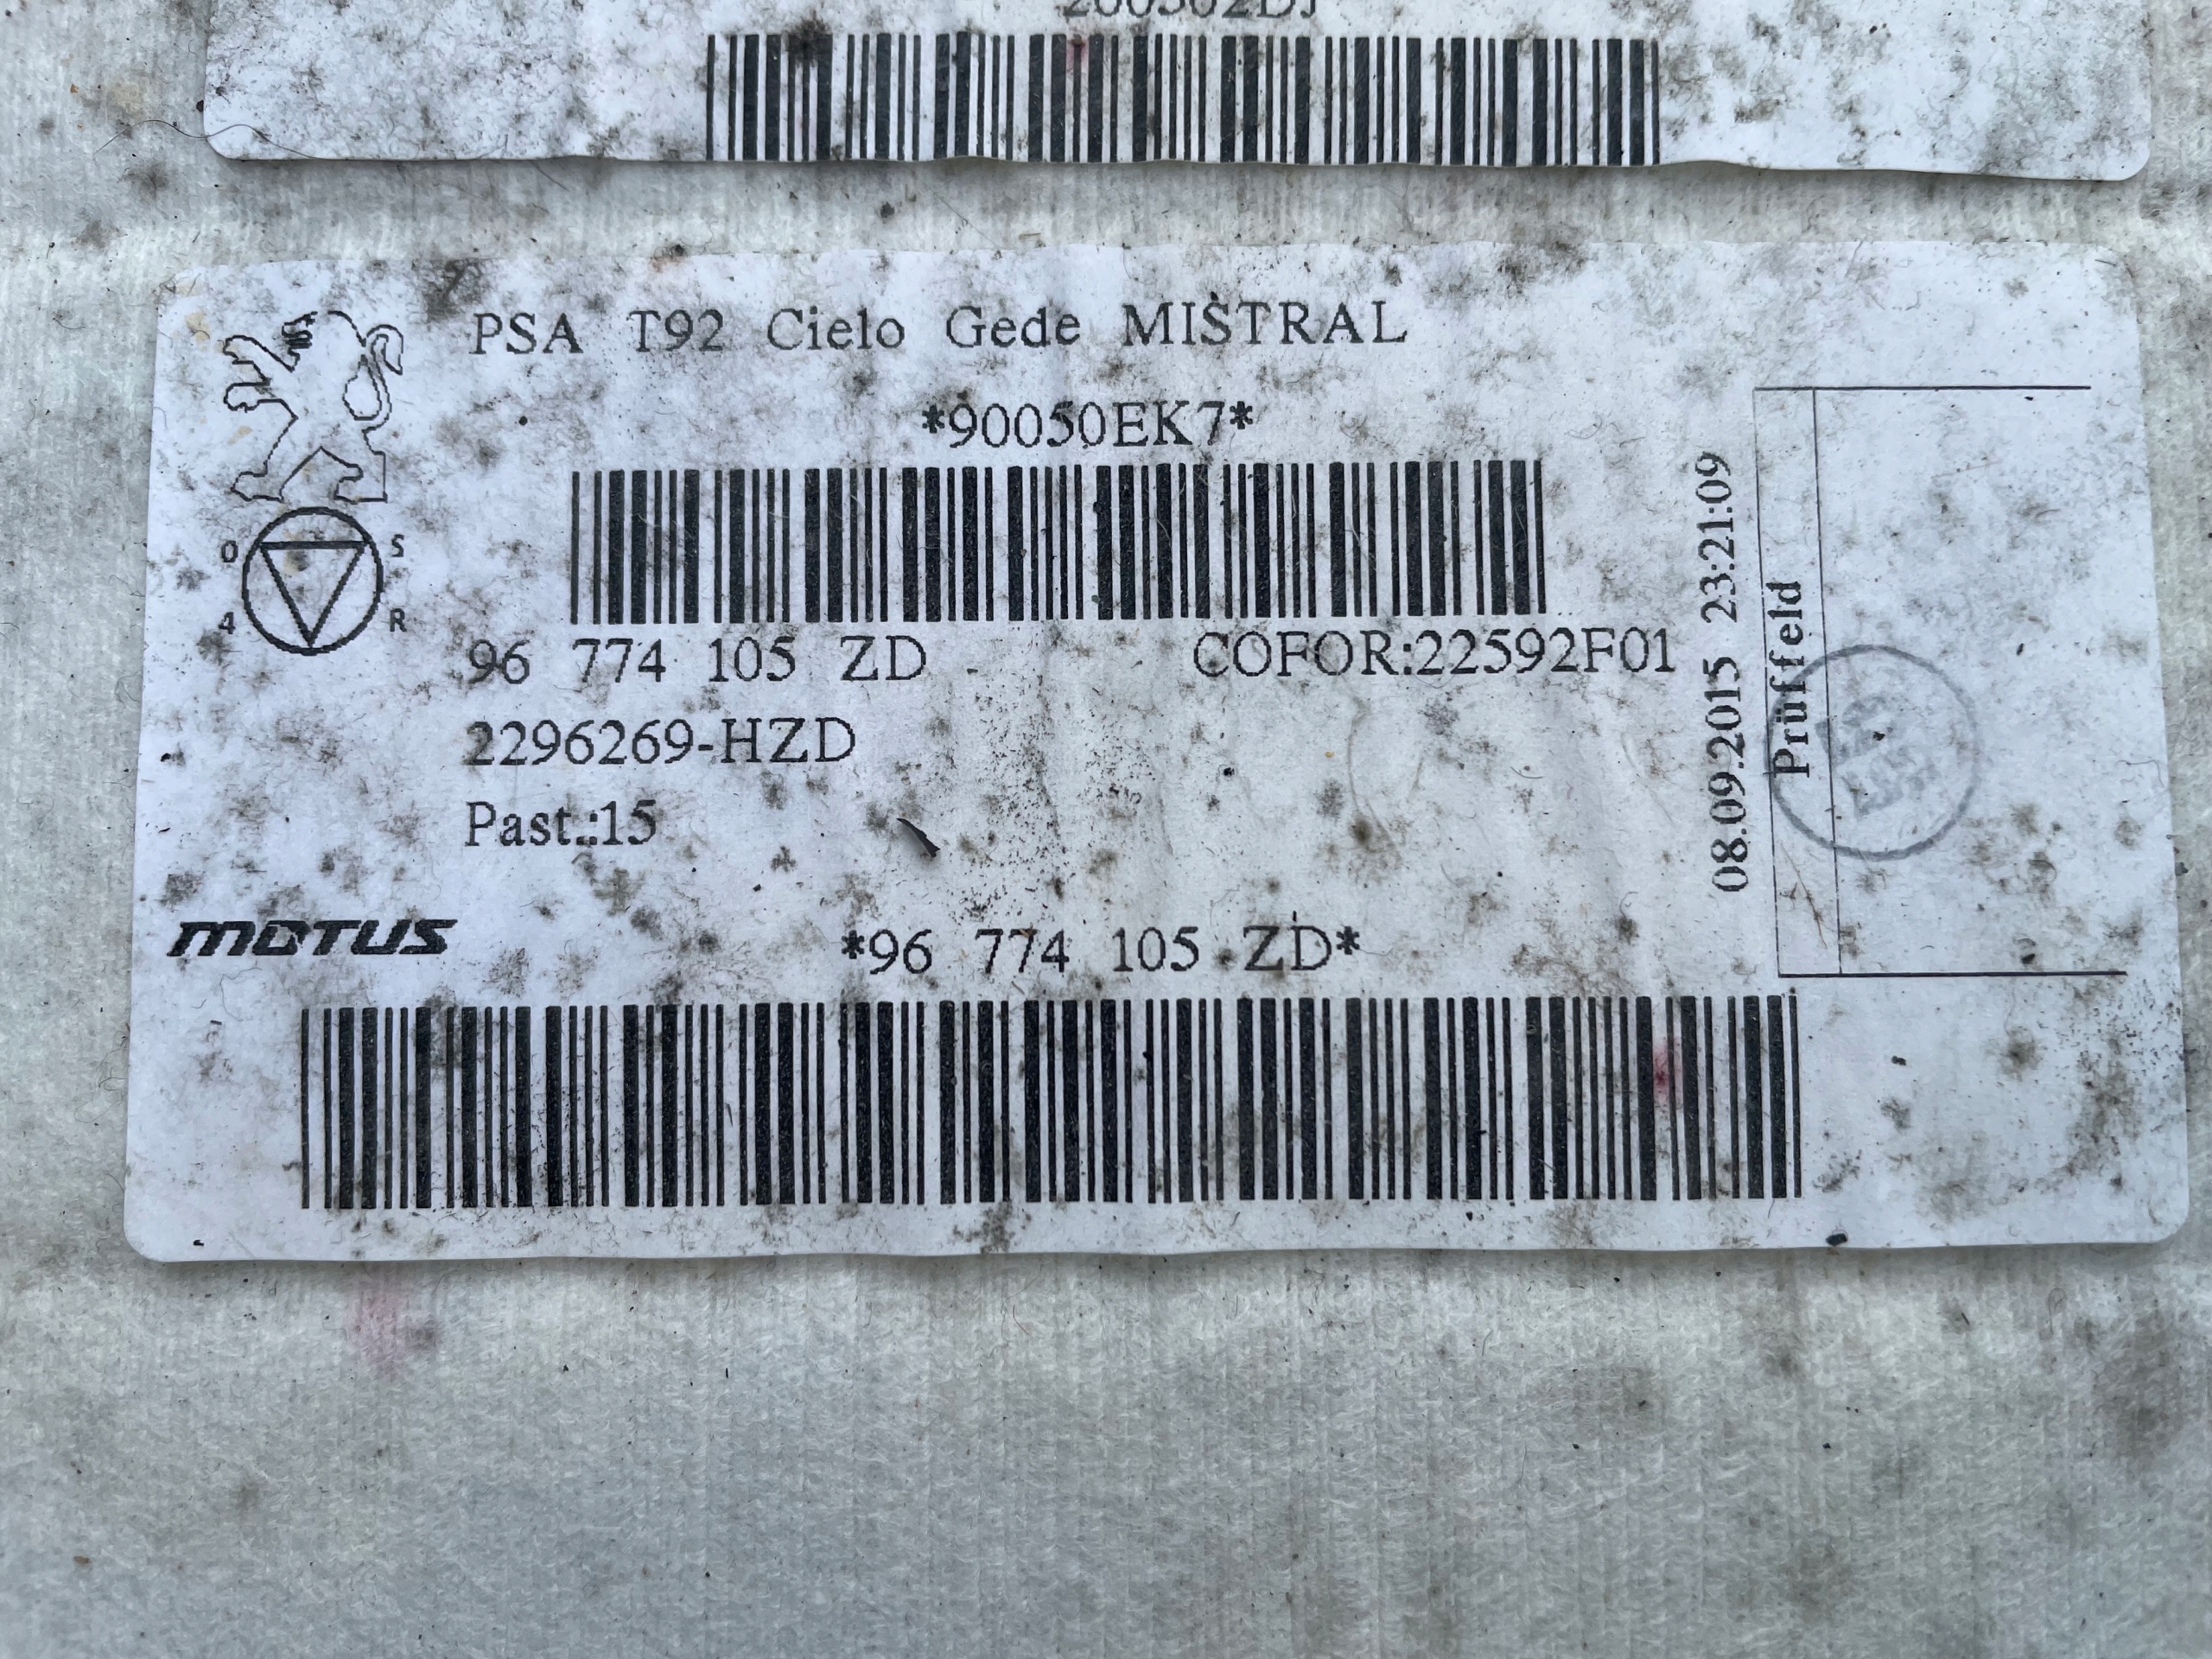 PSA T92 Cielo Gede MISTRAL
*90050EK7*
O S
4 R
96 774 105 ZD COFOR:22592F01
2296269-HZD
Past.:15
MOTUS
*96 774 105 ZD*
08.09.2015 23:21:09
Prüffeld